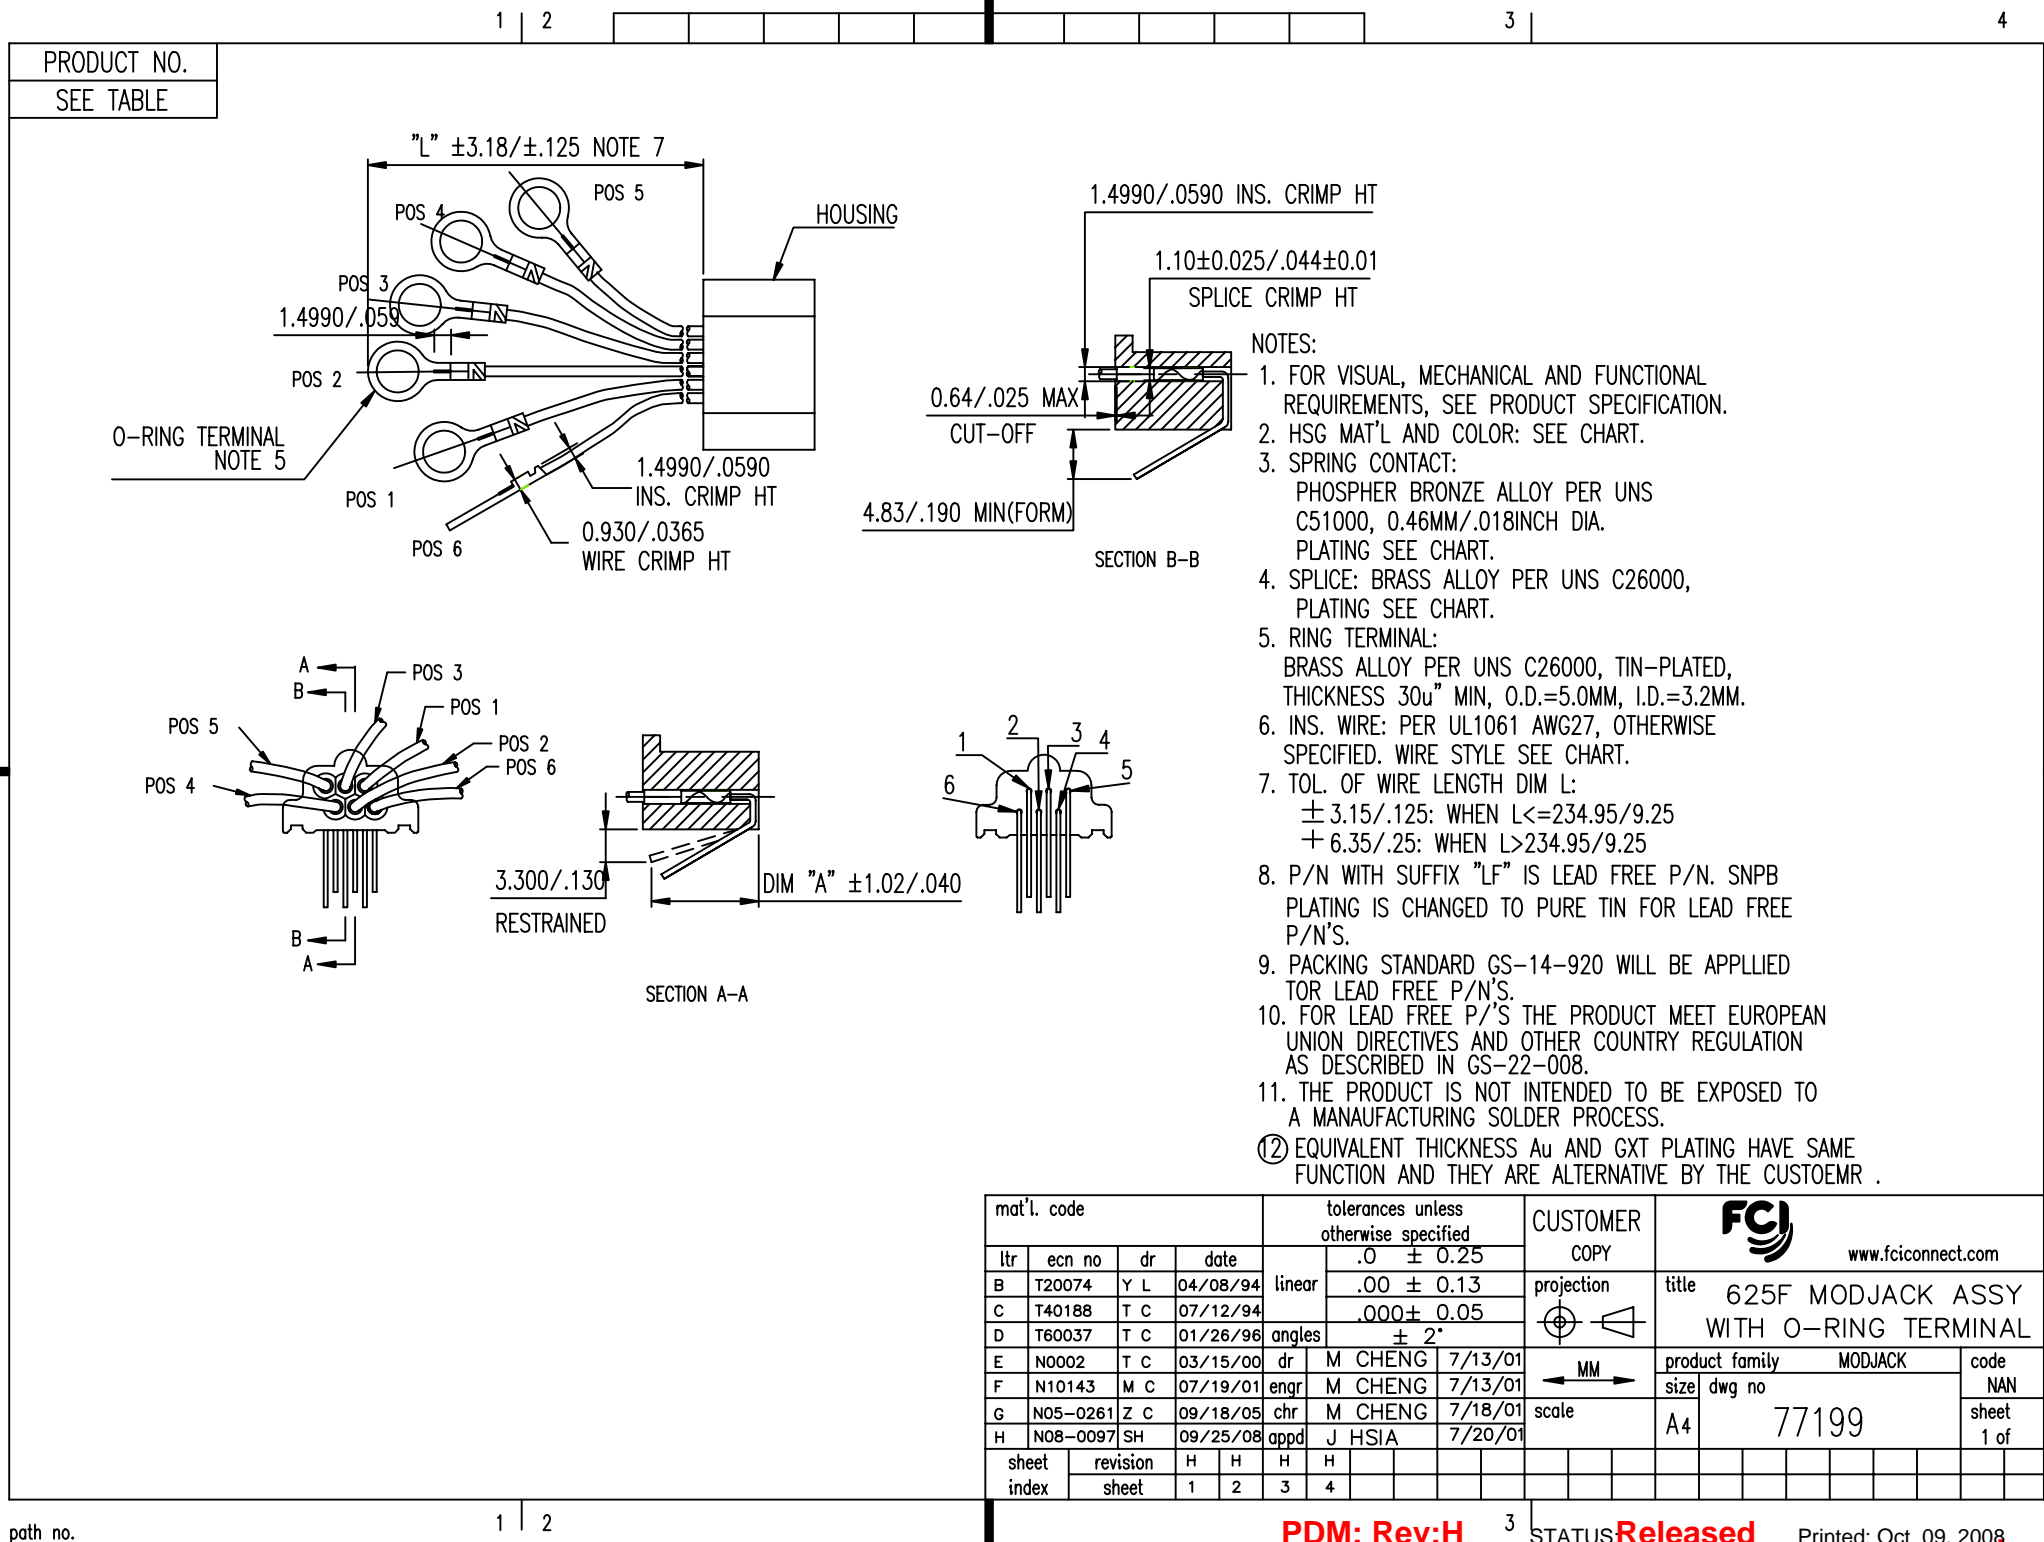 1 2 3 4
PRODUCT NO.
SEE TABLE
"L" ±3.18/±.125 NOTE 7
POS 5
POS 4
HOUSING
POS 3
1.4990/.059
POS 2
O-RING TERMINAL
NOTE 5
POS 1
1.4990/.0590
INS. CRIMP HT
0.930/.0365
WIRE CRIMP HT
POS 6
1.4990/.0590 INS. CRIMP HT
1.10±0.025/.044±0.01
SPLICE CRIMP HT
0.64/.025 MAX
CUT-OFF
4.83/.190 MIN(FORM)
SECTION B-B
A
B
POS 3
POS 1
POS 5
POS 2
POS 6
POS 4
B
A
3.300/.130
RESTRAINED
DIM "A" ±1.02/.040
SECTION A-A
1 2 3 4 5 6
NOTES:
1. FOR VISUAL, MECHANICAL AND FUNCTIONAL
REQUIREMENTS, SEE PRODUCT SPECIFICATION.
2. HSG MAT'L AND COLOR: SEE CHART.
3. SPRING CONTACT:
PHOSPHER BRONZE ALLOY PER UNS
C51000, 0.46MM/.018INCH DIA.
PLATING SEE CHART.
4. SPLICE: BRASS ALLOY PER UNS C26000,
PLATING SEE CHART.
5. RING TERMINAL:
BRASS ALLOY PER UNS C26000, TIN-PLATED,
THICKNESS 30u" MIN, O.D.=5.0MM, I.D.=3.2MM.
6. INS. WIRE: PER UL1061 AWG27, OTHERWISE
SPECIFIED. WIRE STYLE SEE CHART.
7. TOL. OF WIRE LENGTH DIM L:
± 3.15/.125: WHEN L<=234.95/9.25
+ 6.35/.25: WHEN L>234.95/9.25
8. P/N WITH SUFFIX "LF" IS LEAD FREE P/N. SNPB
PLATING IS CHANGED TO PURE TIN FOR LEAD FREE
P/N'S.
9. PACKING STANDARD GS-14-920 WILL BE APPLLIED
TOR LEAD FREE P/N'S.
10. FOR LEAD FREE P/'S THE PRODUCT MEET EUROPEAN
UNION DIRECTIVES AND OTHER COUNTRY REGULATION
AS DESCRIBED IN GS-22-008.
11. THE PRODUCT IS NOT INTENDED TO BE EXPOSED TO
A MANAUFACTURING SOLDER PROCESS.
12 EQUIVALENT THICKNESS Au AND GXT PLATING HAVE SAME
FUNCTION AND THEY ARE ALTERNATIVE BY THE CUSTOEMR .
mat'l. code
tolerances unless
otherwise specified
CUSTOMER
COPY
FCI
www.fciconnect.com
ltr ecn no dr date
linear .0 ± 0.25
.00 ± 0.13
.000± 0.05
angles ± 2°
B T20074 Y L 04/08/94
C T40188 T C 07/12/94
D T60037 T C 01/26/96
E N0002 T C 03/15/00 dr M CHENG 7/13/01
F N10143 M C 07/19/01 engr M CHENG 7/13/01
G N05-0261 Z C 09/18/05 chr M CHENG 7/18/01
H N08-0097 SH 09/25/08 appd J HSIA 7/20/01
projection
MM
scale
title 625F MODJACK ASSY
WITH O-RING TERMINAL
product family MODJACK
code
NAN
size
A4
dwg no
77199
sheet
1 of
sheet
index
revision H H H H
sheet 1 2 3 4
path no.
1 2 3
PDM: Rev:H
STATUS:Released
Printed: Oct 09, 2008